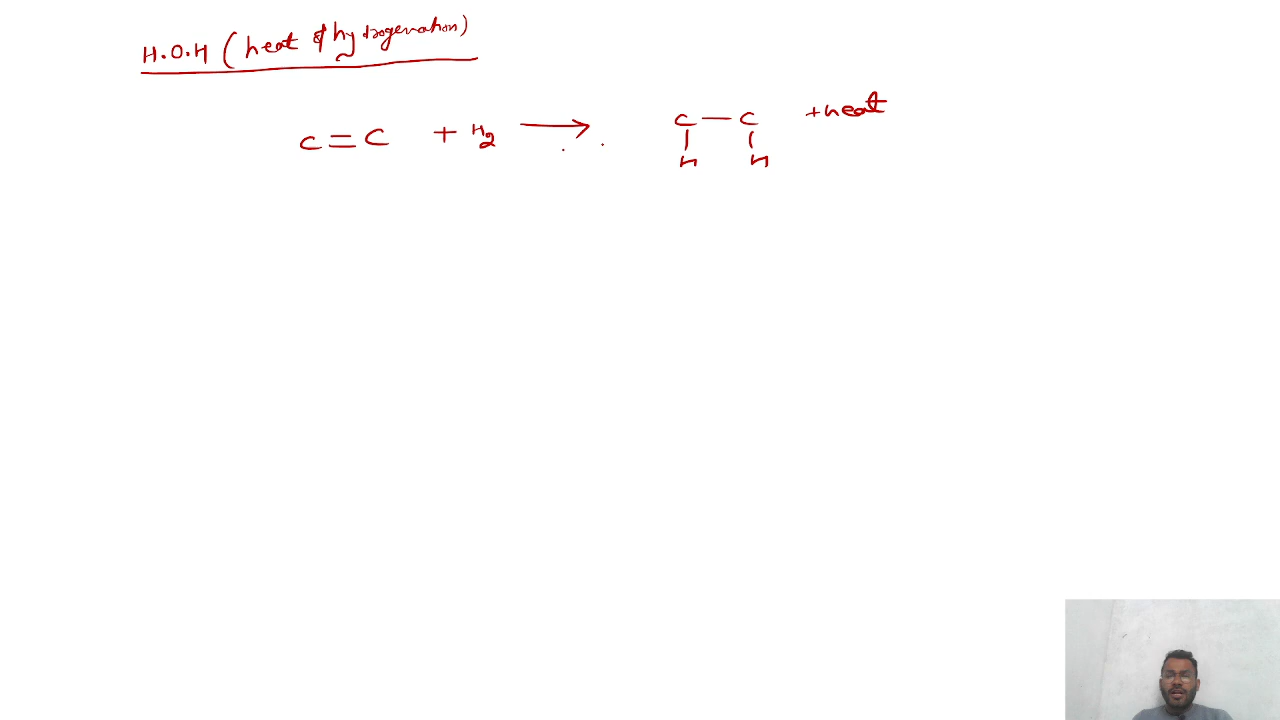 H.O.H (heat of hydrogenation)
C=C + H2 → C—C + heat
H H